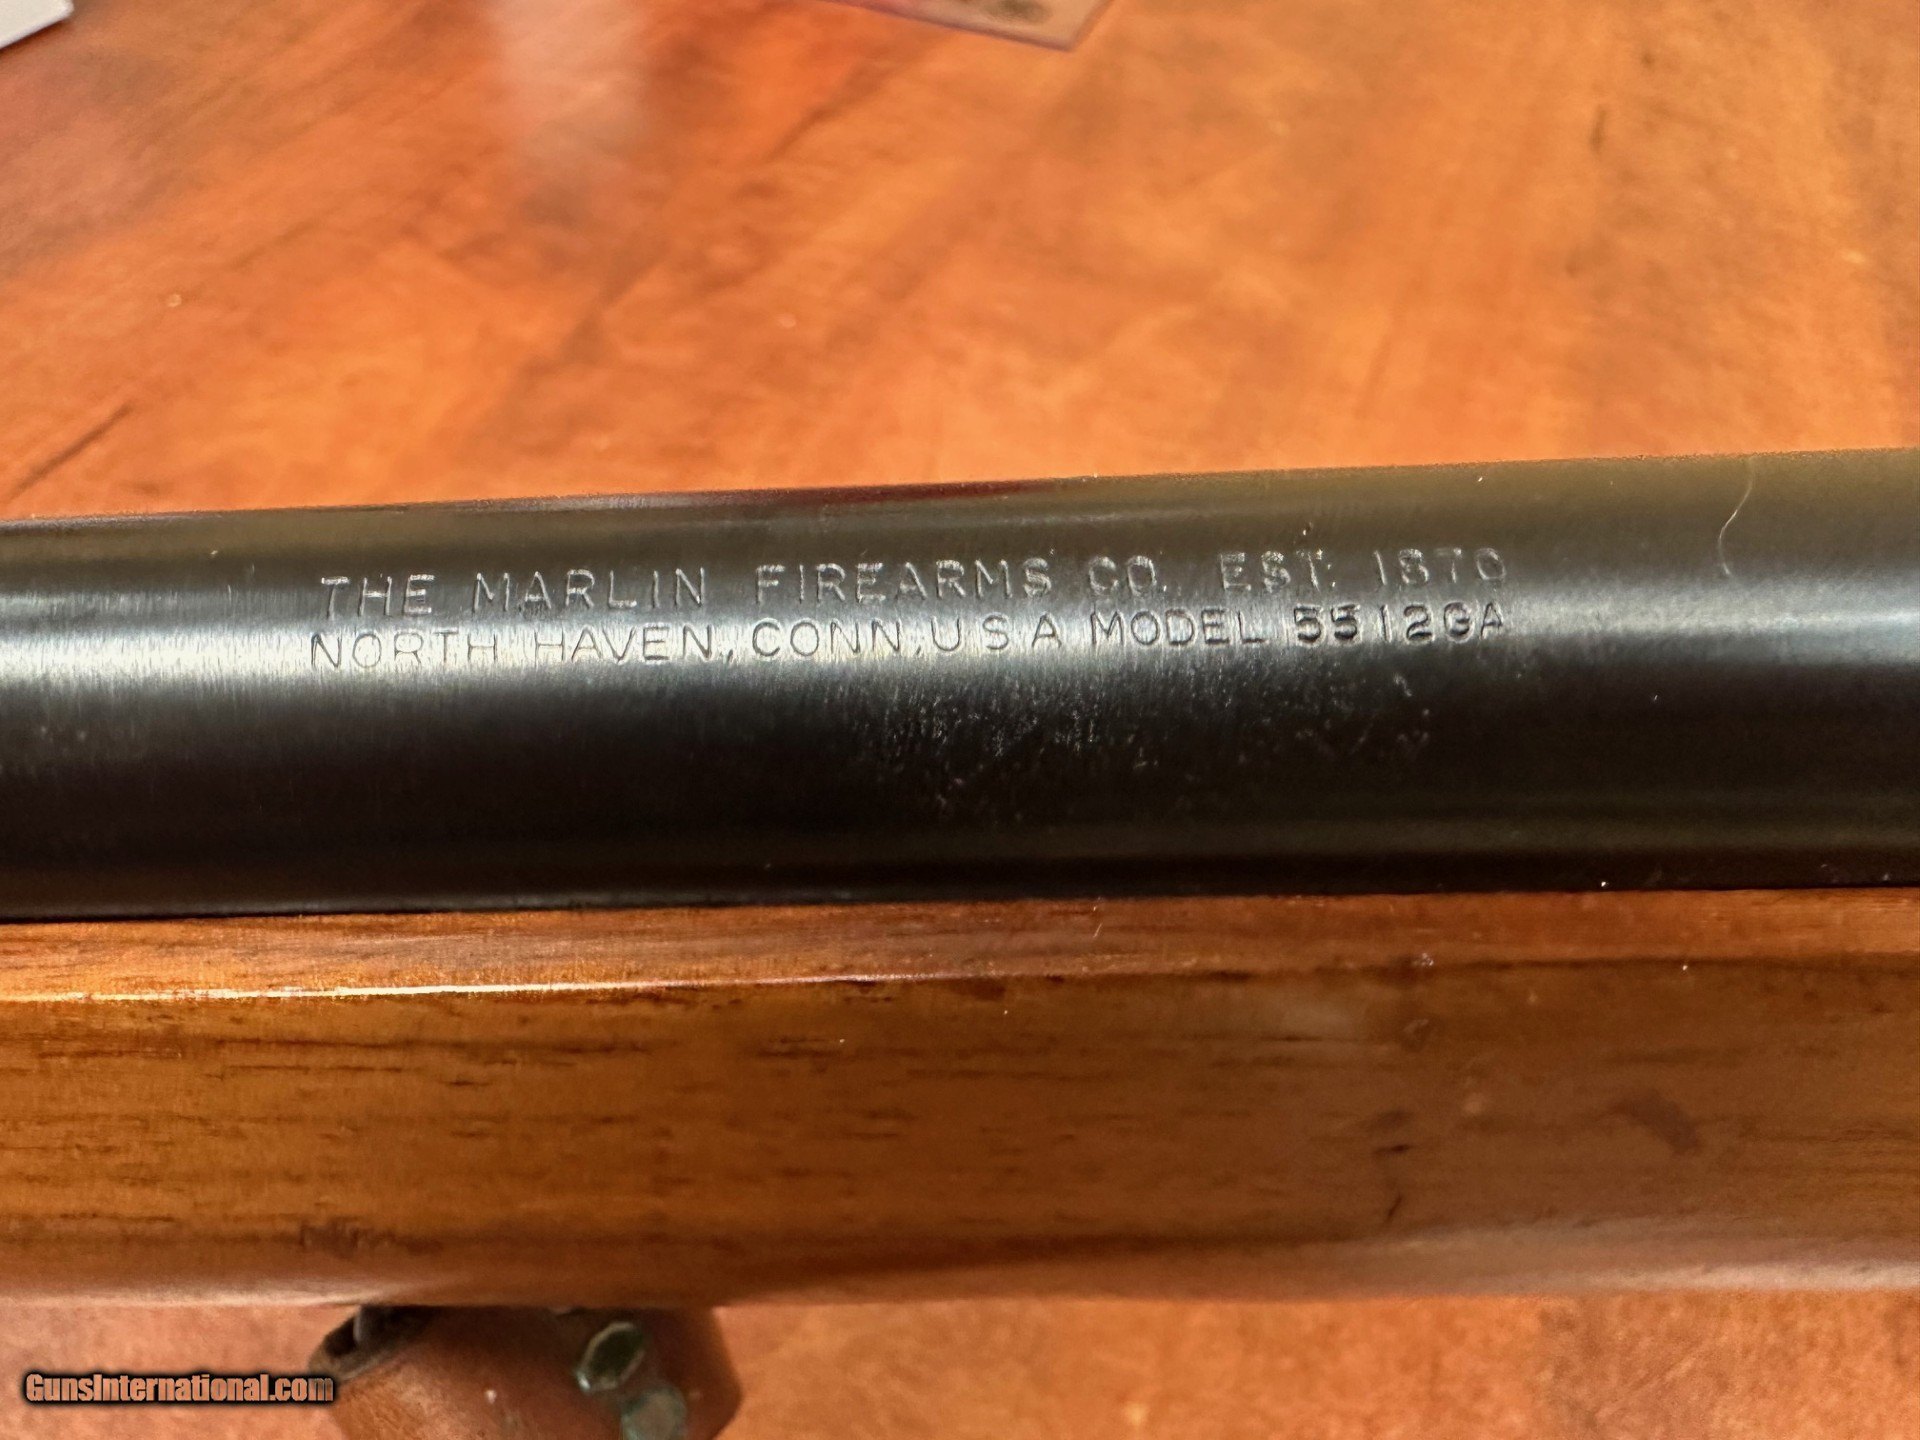 THE MARLIN FIREARMS CO. EST. 1870
NORTH HAVEN, CONN, U S A MODEL 55 12GA
GunsInternational.com